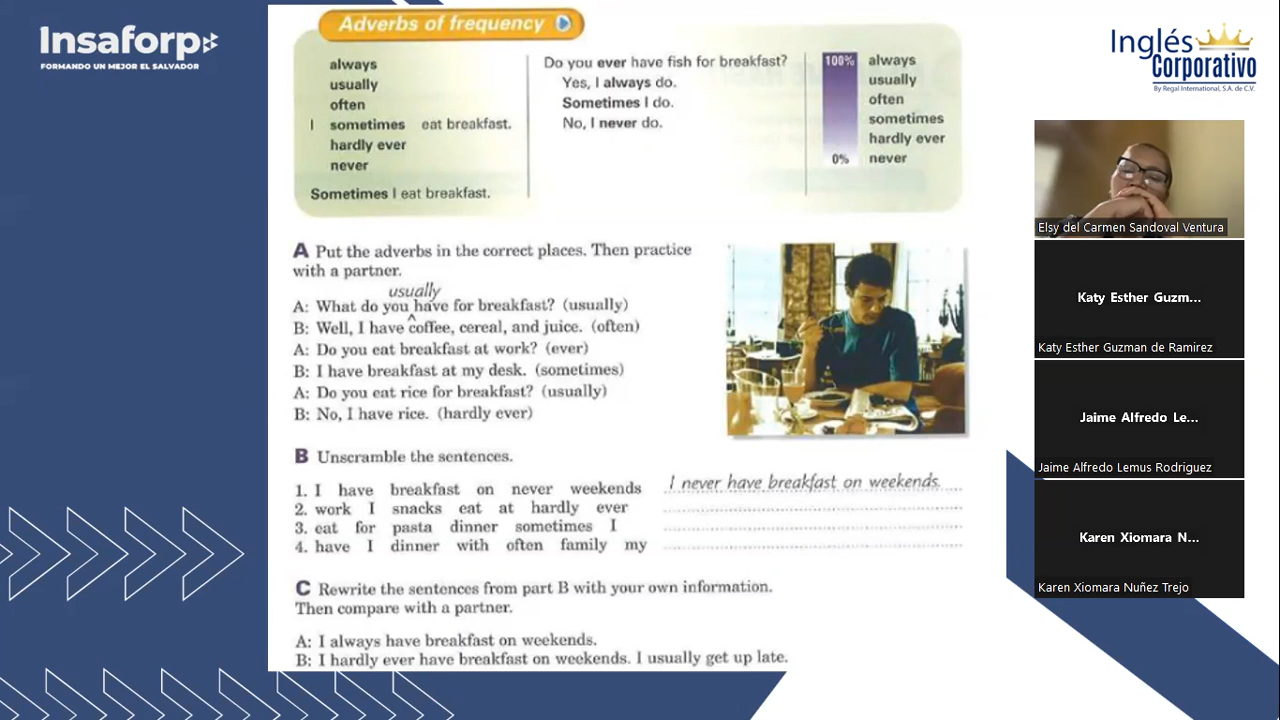 Insaforp
FORMANDO UN MEJOR EL SALVADOR
Adverbs of frequency
always
usually
often
I sometimes eat breakfast.
hardly ever
never
Sometimes I eat breakfast.
Do you ever have fish for breakfast?
Yes, I always do.
Sometimes I do.
No, I never do.
100% always
usually
often
sometimes
hardly ever
0% never
A Put the adverbs in the correct places. Then practice
with a partner.
usually
A: What do you ^ have for breakfast? (usually)
B: Well, I have coffee, cereal, and juice. (often)
A: Do you eat breakfast at work? (ever)
B: I have breakfast at my desk. (sometimes)
A: Do you eat rice for breakfast? (usually)
B: No, I have rice. (hardly ever)
B Unscramble the sentences.
1. I have breakfast on never weekends I never have breakfast on weekends.
2. work I snacks eat at hardly ever
3. eat for pasta dinner sometimes I
4. have I dinner with often family my
C Rewrite the sentences from part B with your own information.
Then compare with a partner.
A: I always have breakfast on weekends.
B: I hardly ever have breakfast on weekends. I usually get up late.
Inglés
Corporativo
By Regal International, S.A. de C.V.
Elsy del Carmen Sandoval Ventura
Katy Esther Guzm...
Katy Esther Guzman de Ramirez
Jaime Alfredo Le...
Jaime Alfredo Lemus Rodriguez
Karen Xiomara N...
Karen Xiomara Nuñez Trejo